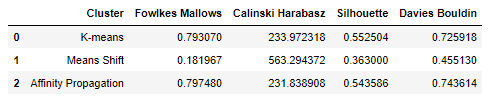 Cluster Fowlkes Mallows Calinski Harabasz Silhouette Davies Bouldin
0 K-means 0.793070 233.972318 0.552504 0.725918
1 Means Shift 0.181967 563.294372 0.363000 0.455130
2 Affinity Propagation 0.797480 231.838908 0.543586 0.743614